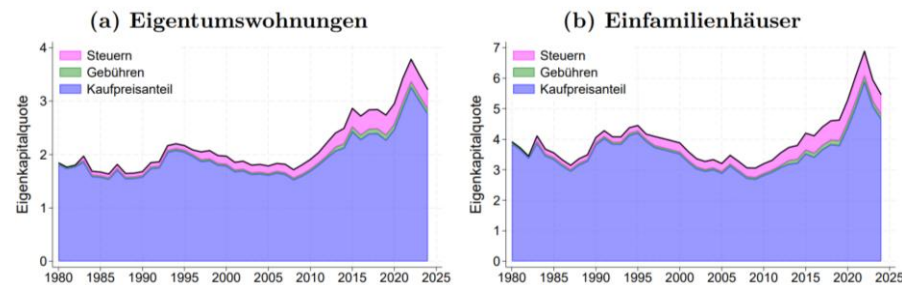 (a) Eigentumswohnungen
Eigenkapitalquote
4
3
2
1
0
Steuern
Gebühren
Kaufpreisanteil
1980 1985 1990 1995 2000 2005 2010 2015 2020 2025
(b) Einfamilienhäuser
Eigenkapitalquote
7
6
5
4
3
2
1
0
Steuern
Gebühren
Kaufpreisanteil
1980 1985 1990 1995 2000 2005 2010 2015 2020 2025